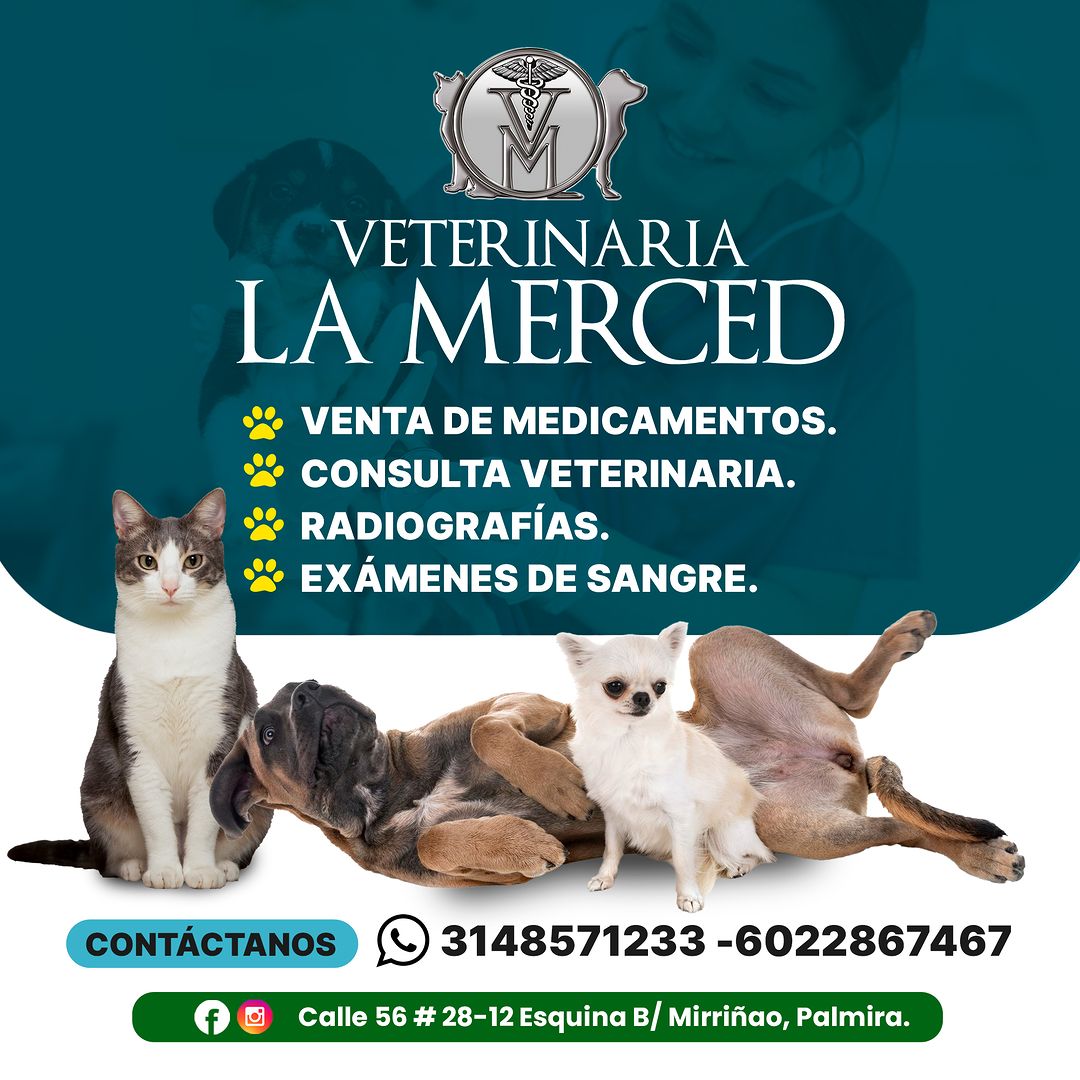 VM
VETERINARIA
LA MERCED
VENTA DE MEDICAMENTOS.
CONSULTA VETERINARIA.
RADIOGRAFÍAS.
EXÁMENES DE SANGRE.
CONTÁCTANOS 3148571233 -6022867467
Calle 56 # 28-12 Esquina B/ Mirriñao, Palmira.